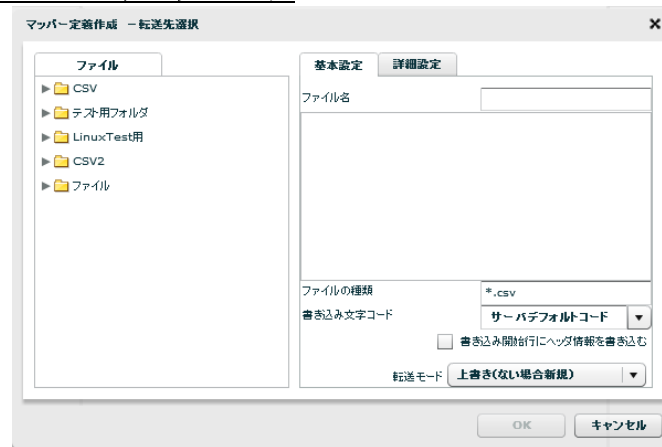 マッパー定義作成 －転送先選択
ファイル
CSV
テスト用フォルダ
LinuxTest用
CSV2
ファイル
基本設定 詳細設定
ファイル名
ファイルの種類 *.csv
書き込み文字コード サーバデフォルトコード
書き込み開始行にヘッダ情報を書き込む
転送モード 上書き(ない場合新規)
OK キャンセル